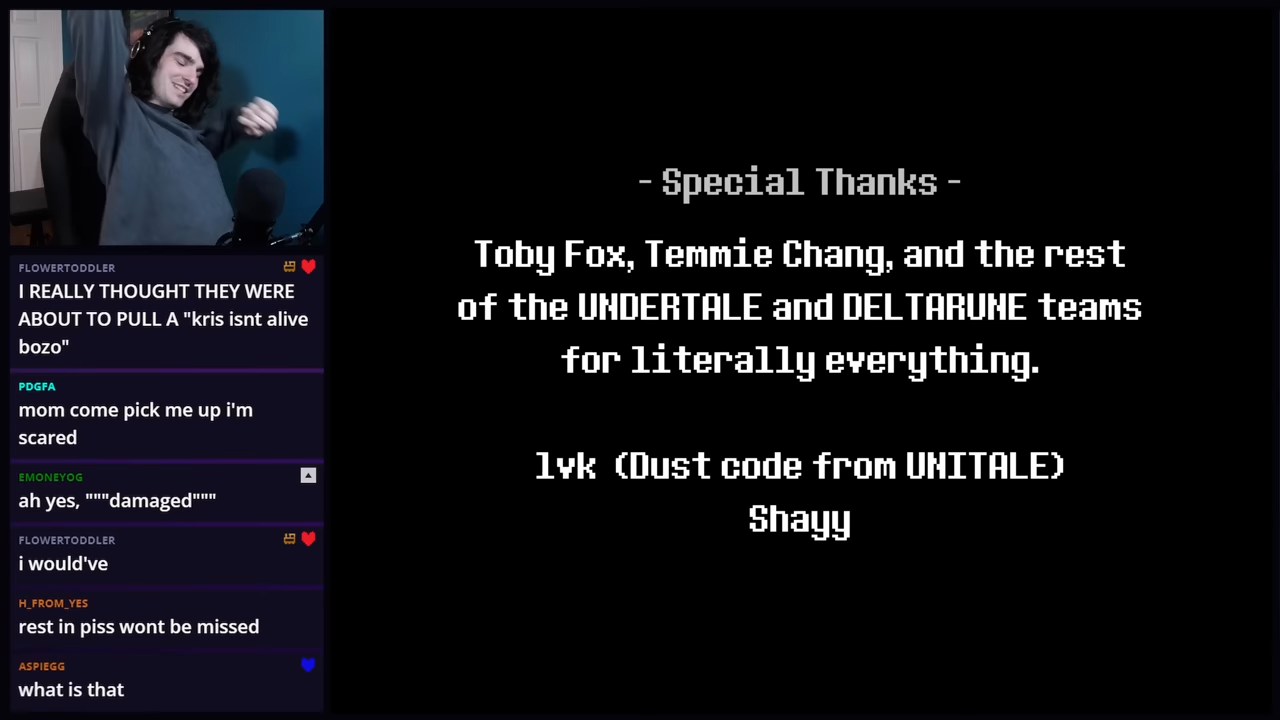 FLOWERTODDLER
I REALLY THOUGHT THEY WERE
ABOUT TO PULL A "kris isnt alive
bozo"
PDGFA
mom come pick me up i'm
scared
EMONEYOG
ah yes, """damaged"""
FLOWERTODDLER
i would've
H_FROM_YES
rest in piss wont be missed
ASPIEGG
what is that
- Special Thanks -
Toby Fox, Temmie Chang, and the rest
of the UNDERTALE and DELTARUNE teams
for literally everything.
lvk (Dust code from UNITALE)
Shayy